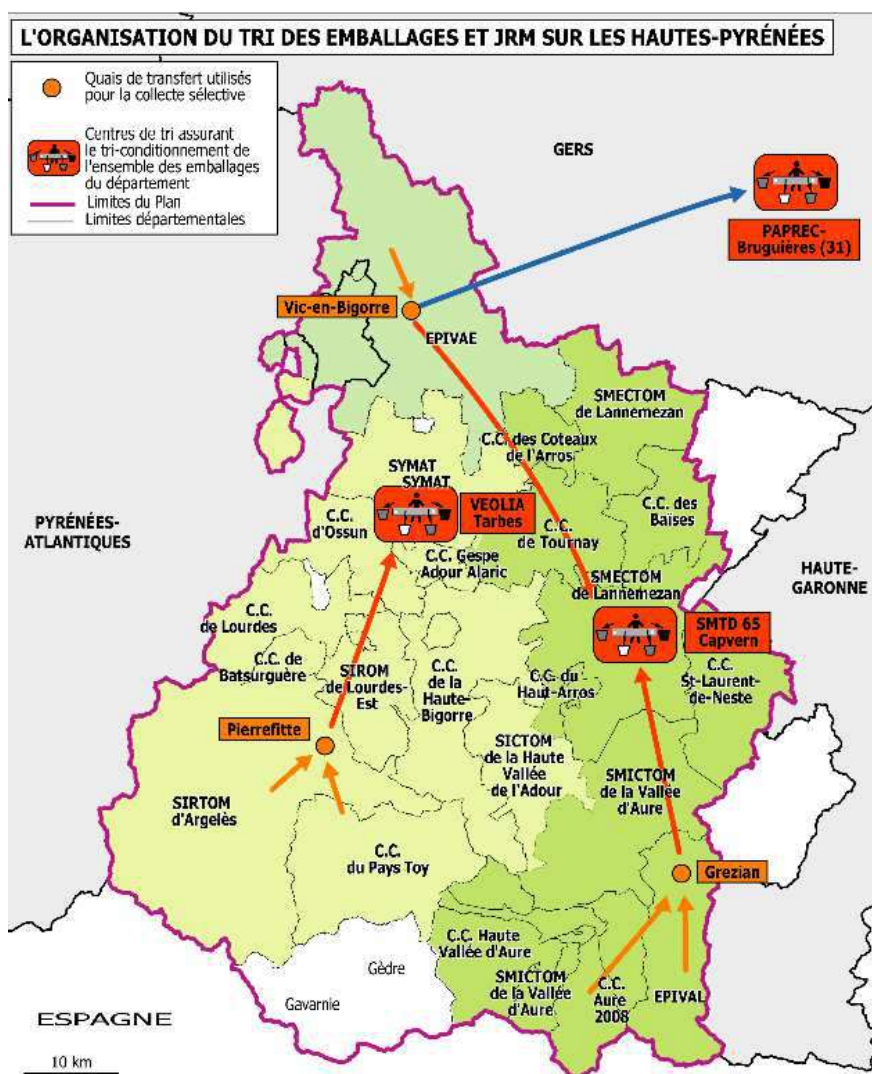 L'ORGANISATION DU TRI DES EMBALLAGES ET JRM SUR LES HAUTES-PYRÉNÉES
Quais de transfert utilisés
pour la collecte sélective
Centres de tri assurant
le tri-conditionnement de
l'ensemble des emballages
du département
Limites du Plan
Limites départementales
GERS
PAPREC-
Bruguières (31)
Vic-en-Bigorre
EPIVAE
SMECTOM
de Lannemezan
C.C. des Coteaux
de l'Arros
SYMAT
SYMAT
VEOLIA
Tarbes
C.C.
d'Ossun
C.C. des
Baïses
PYRÉNÉES-
ATLANTIQUES
C.C.
de Tournay
C.C. Gespe
Adour Alaric
HAUTE-
GARONNE
SMECTOM
de Lannemezan
C.C.
de Lourdes
SMTD 65
Capvern
C.C. de
Batsurguère
SIROM
de Lourdes-
Est
C.C.
de la
Haute-
Bigorre
C.C. du
Haut-Arros
C.C.
St-Laurent-
de-Neste
Pierrefitte
SICTOM
de la Haute
Vallée
de l'Adour
SMICTOM
de la Vallée
d'Aure
SIRTOM
d'Argelès
C.C.
du Pays Toy
Grezian
C.C. Haute
Vallée d'Aure
Gèdre
SMICTOM
de la Vallée
d'Aure
C.C.
Aure
2008
EPIVAL
Gavarnie
ESPAGNE
10 km